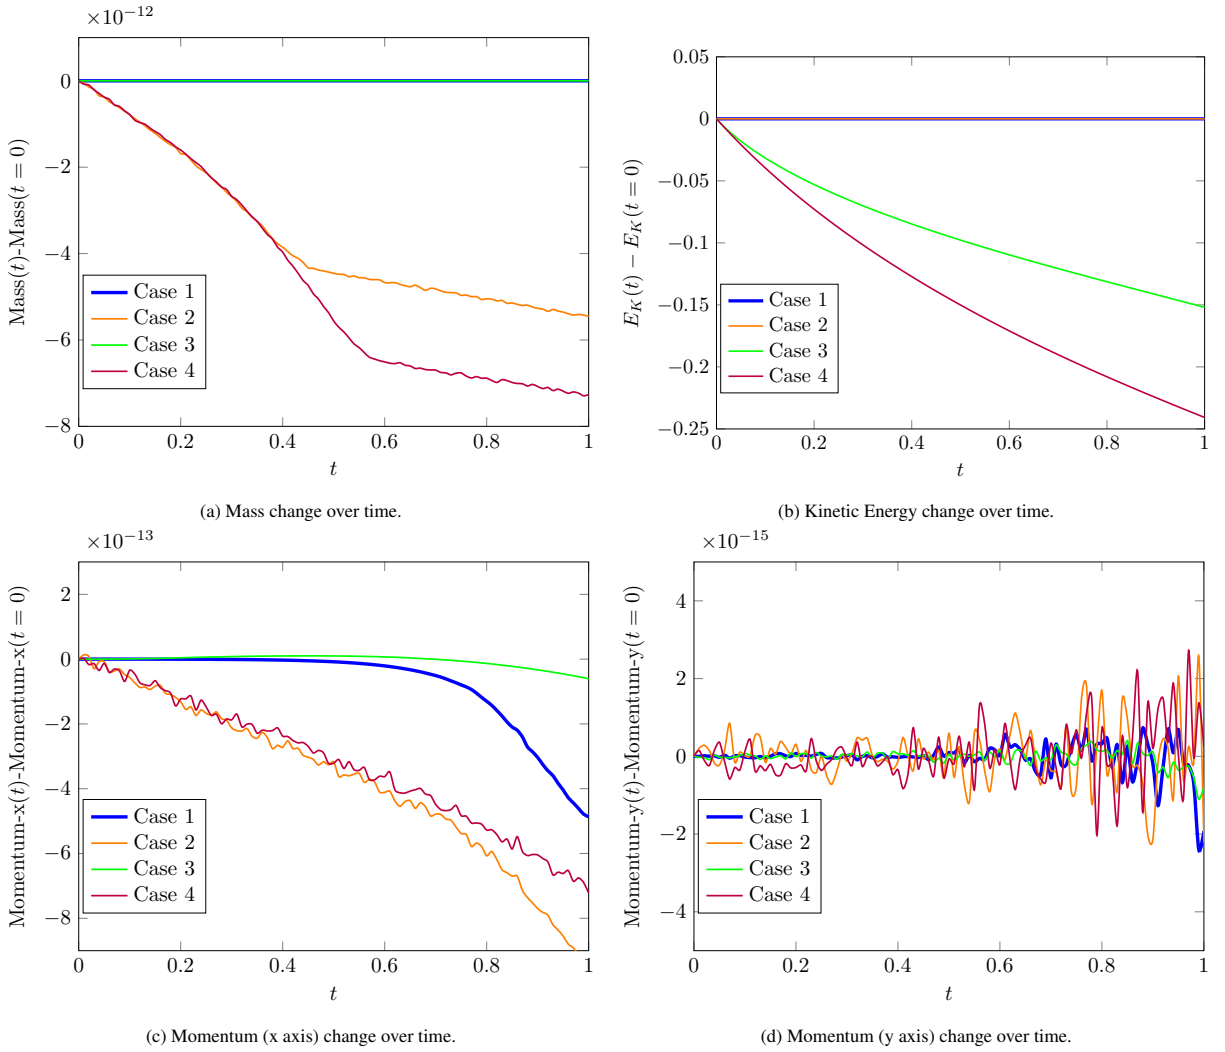 ×10−12
Mass(t)-Mass(t = 0)
0
−2
−4
−6
−8
Case 1
Case 2
Case 3
Case 4
0 0.2 0.4 0.6 0.8 1
t
(a) Mass change over time.
E_K(t) − E_K(t = 0)
0.05
0
−0.05
−0.1
−0.15
−0.2
−0.25
Case 1
Case 2
Case 3
Case 4
0 0.2 0.4 0.6 0.8 1
t
(b) Kinetic Energy change over time.
×10−13
Momentum-x(t)-Momentum-x(t = 0)
2
0
−2
−4
−6
−8
Case 1
Case 2
Case 3
Case 4
0 0.2 0.4 0.6 0.8 1
t
(c) Momentum (x axis) change over time.
×10−15
Momentum-y(t)-Momentum-y(t = 0)
4
2
0
−2
−4
Case 1
Case 2
Case 3
Case 4
0 0.2 0.4 0.6 0.8 1
t
(d) Momentum (y axis) change over time.